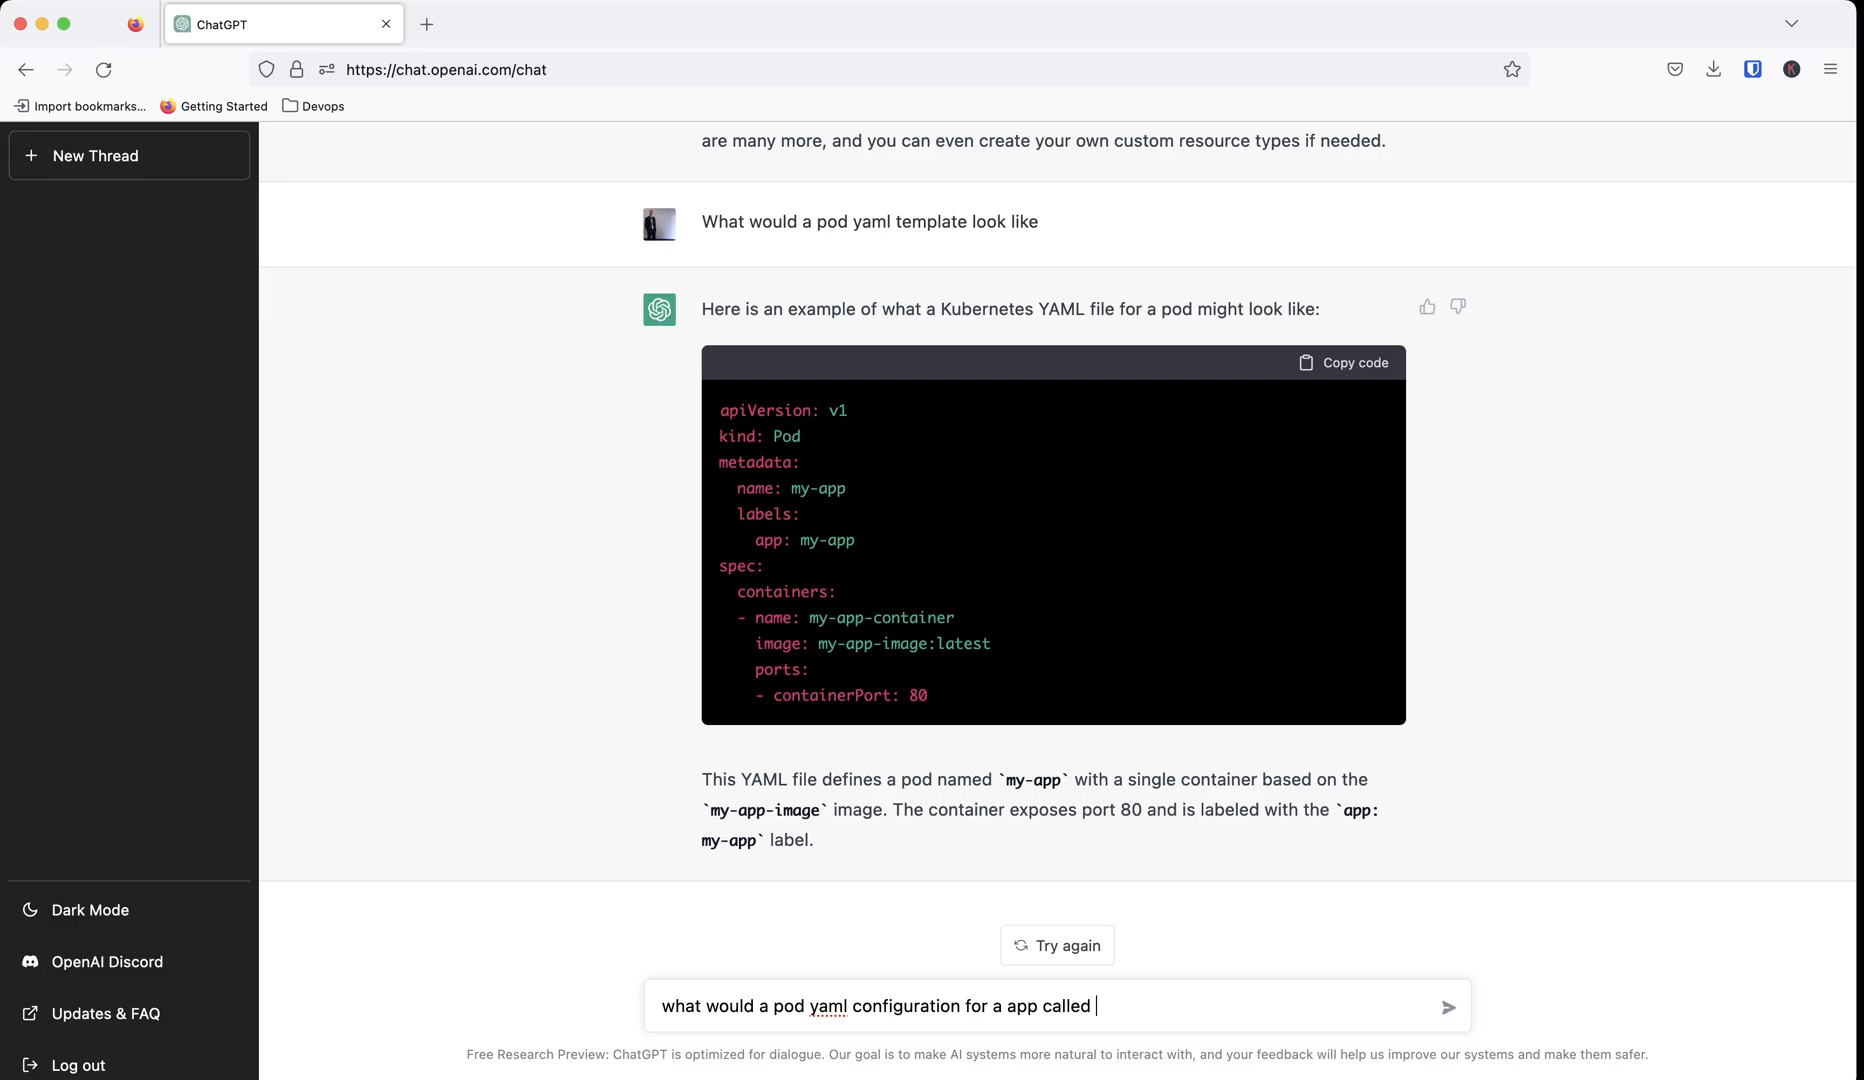 ChatGPT
https://chat.openai.com/chat
Import bookmarks...
Getting Started
Devops
New Thread
are many more, and you can even create your own custom resource types if needed.
What would a pod yaml template look like
Here is an example of what a Kubernetes YAML file for a pod might look like:
Copy code
apiVersion: v1
kind: Pod
metadata:
  name: my-app
  labels:
    app: my-app
spec:
  containers:
  - name: my-app-container
    image: my-app-image:latest
    ports:
    - containerPort: 80
This YAML file defines a pod named `my-app` with a single container based on the
`my-app-image` image. The container exposes port 80 and is labeled with the `app:
my-app` label.
Dark Mode
OpenAI Discord
Updates & FAQ
Log out
Try again
what would a pod yaml configuration for a app called
Free Research Preview: ChatGPT is optimized for dialogue. Our goal is to make AI systems more natural to interact with, and your feedback will help us improve our systems and make them safer.
K